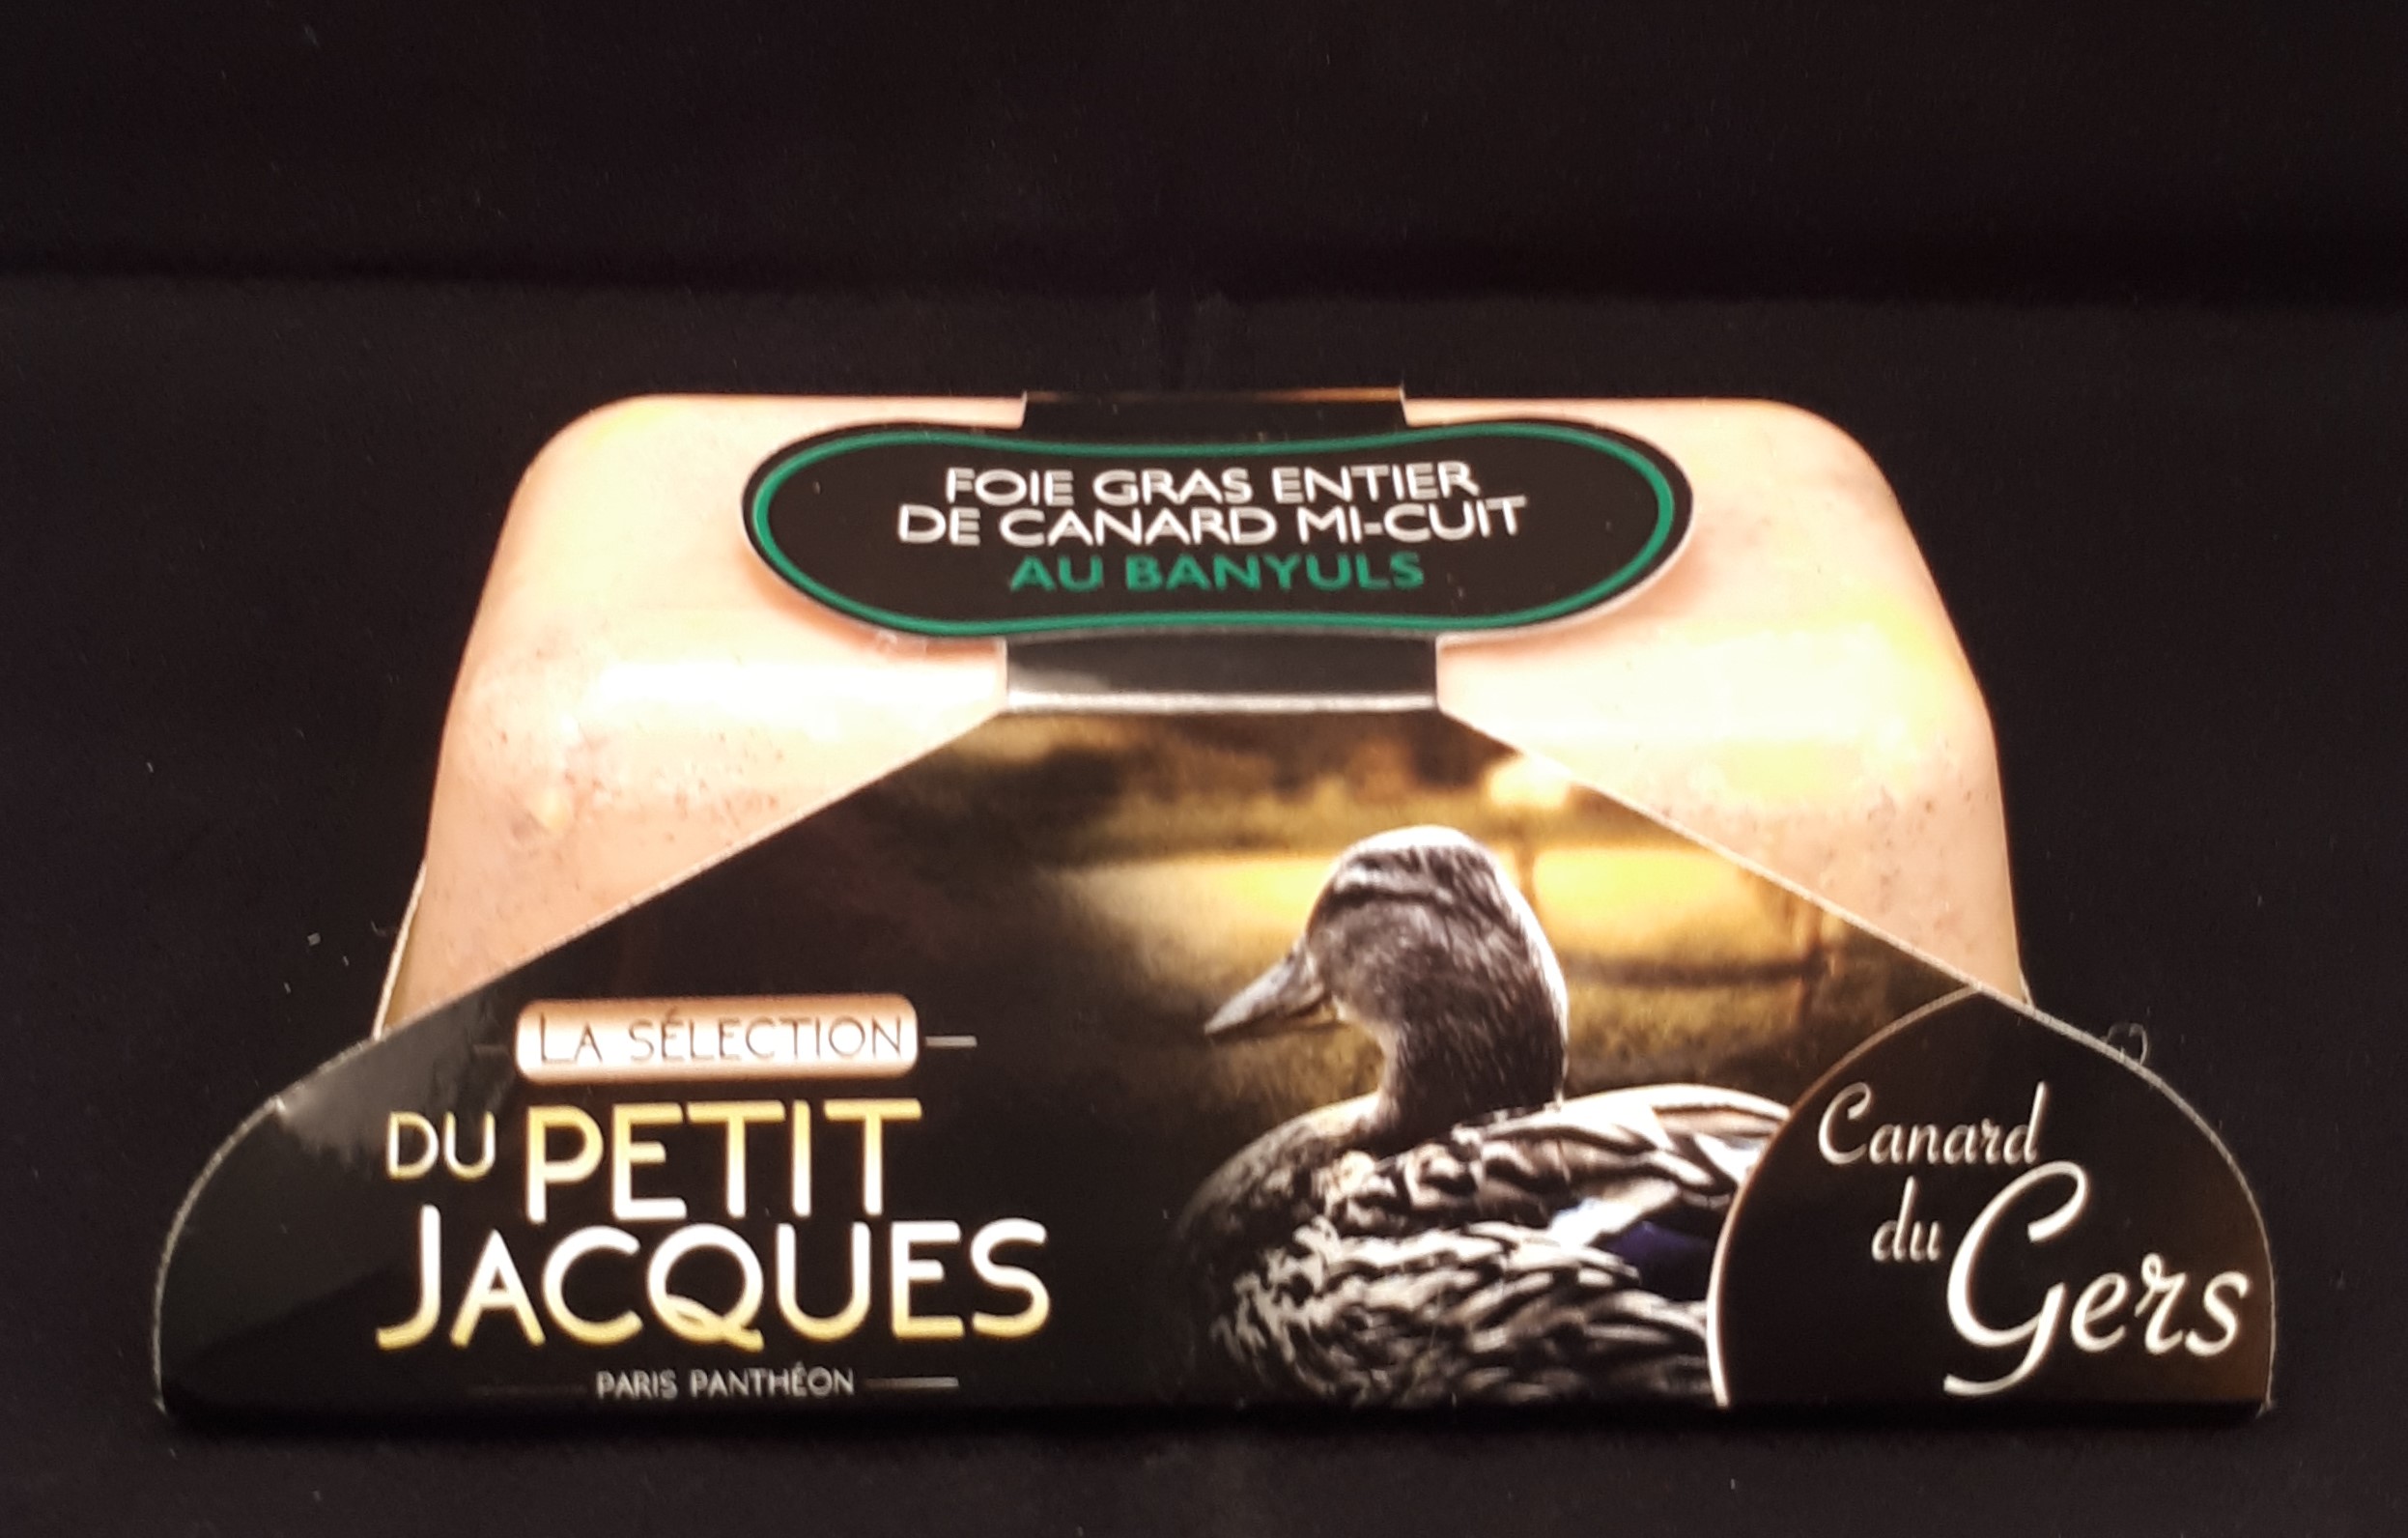 FOIE GRAS ENTIER
DE CANARD MI-CUIT
AU BANYULS
LA SÉLECTION
DU PETIT
JACQUES
PARIS PANTHÉON
Canard
du Gers